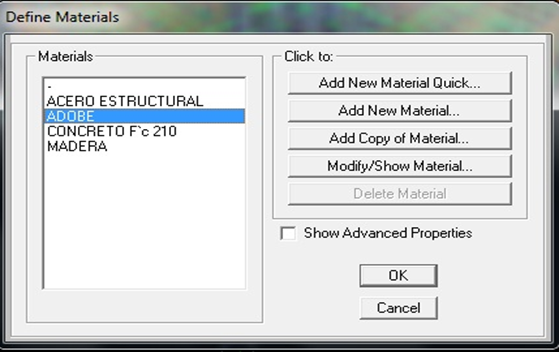 Define Materials
Materials
-
ACERO ESTRUCTURAL
ADOBE
CONCRETO F`c 210
MADERA
Click to:
Add New Material Quick...
Add New Material...
Add Copy of Material...
Modify/Show Material...
Delete Material
Show Advanced Properties
OK
Cancel